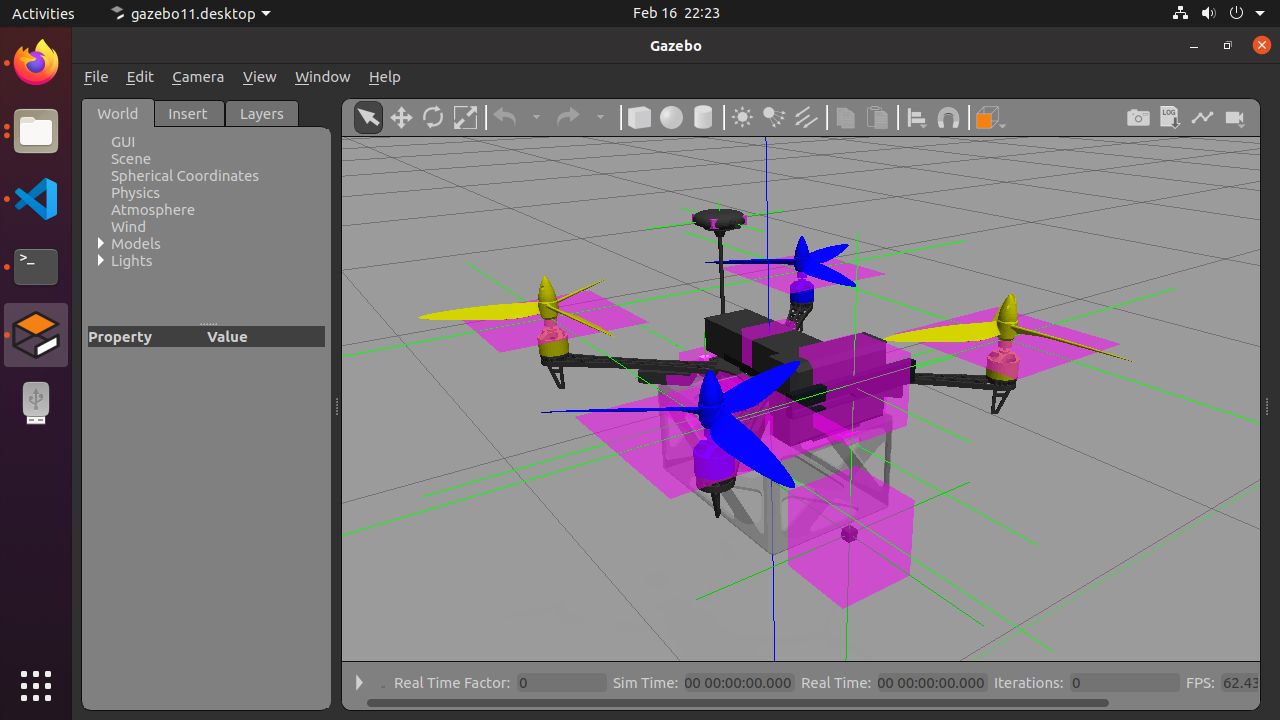 Activities gazebo11.desktop Feb 16 22:23
Gazebo
File Edit Camera View Window Help
World Insert Layers
LOG
GUI
Scene
Spherical Coordinates
Physics
Atmosphere
Wind
Models
Lights
Property Value
>_
Real Time Factor: 0 Sim Time: 00 00:00:00.000 Real Time: 00 00:00:00.000 Iterations: 0 FPS: 62.43